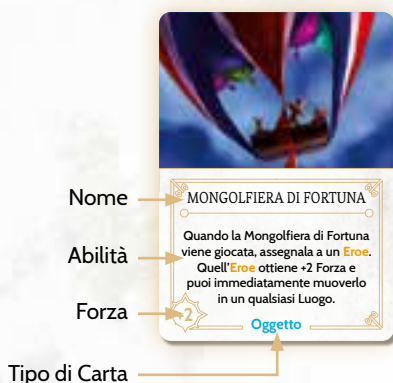 Nome
MONGOLFIERA DI FORTUNA
Abilità
Quando la Mongolfiera di Fortuna
viene giocata, assegnala a un Eroe.
Quell'Eroe ottiene +2 Forza e
puoi immediatamente muoverlo
in un qualsiasi Luogo.
Forza
+2
Oggetto
Tipo di Carta